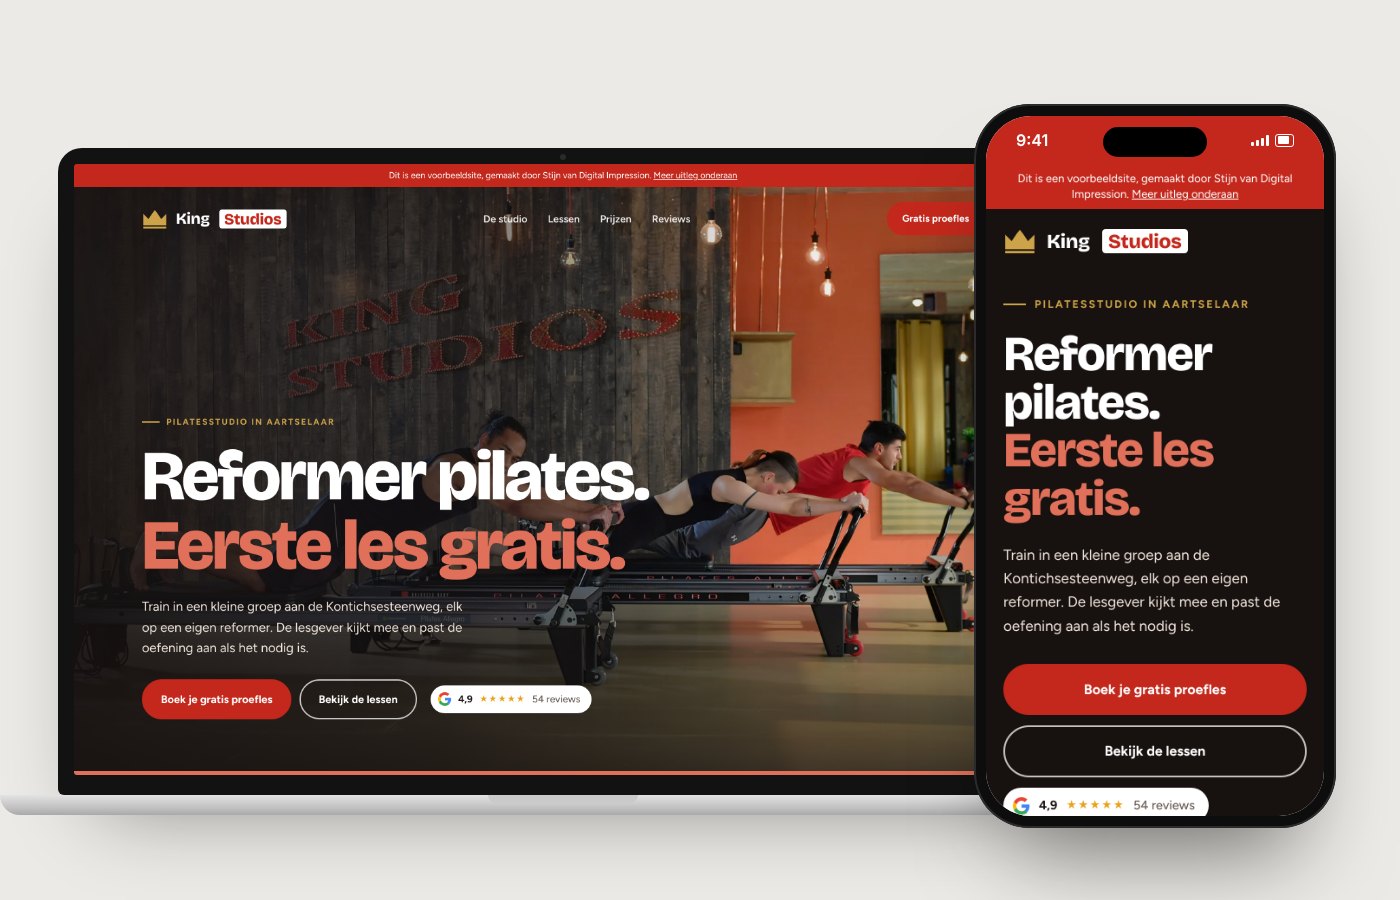 Dit is een voorbeeldsite, gemaakt door Stijn van Digital Impression. Meer uitleg onderaan
King Studios
De studio Lessen Prijzen Reviews
Gratis proefles
KING
STUDIOS
PILATESSTUDIO IN AARTSELAAR
Reformer pilates.
Eerste les gratis.
ALLEGRO
Train in een kleine groep aan de Kontichsesteenweg, elk
op een eigen reformer. De lesgever kijkt mee en past de
oefening aan als het nodig is.
Boek je gratis proefles
Bekijk de lessen
4,9 ★★★★★ 54 reviews
9:41
Dit is een voorbeeldsite, gemaakt door Stijn van Digital
Impression. Meer uitleg onderaan
King Studios
PILATESSTUDIO IN AARTSELAAR
Reformer
pilates.
Eerste les
gratis.
Train in een kleine groep aan de
Kontichsesteenweg, elk op een eigen
reformer. De lesgever kijkt mee en past de
oefening aan als het nodig is.
Boek je gratis proefles
Bekijk de lessen
4,9 ★★★★★ 54 reviews